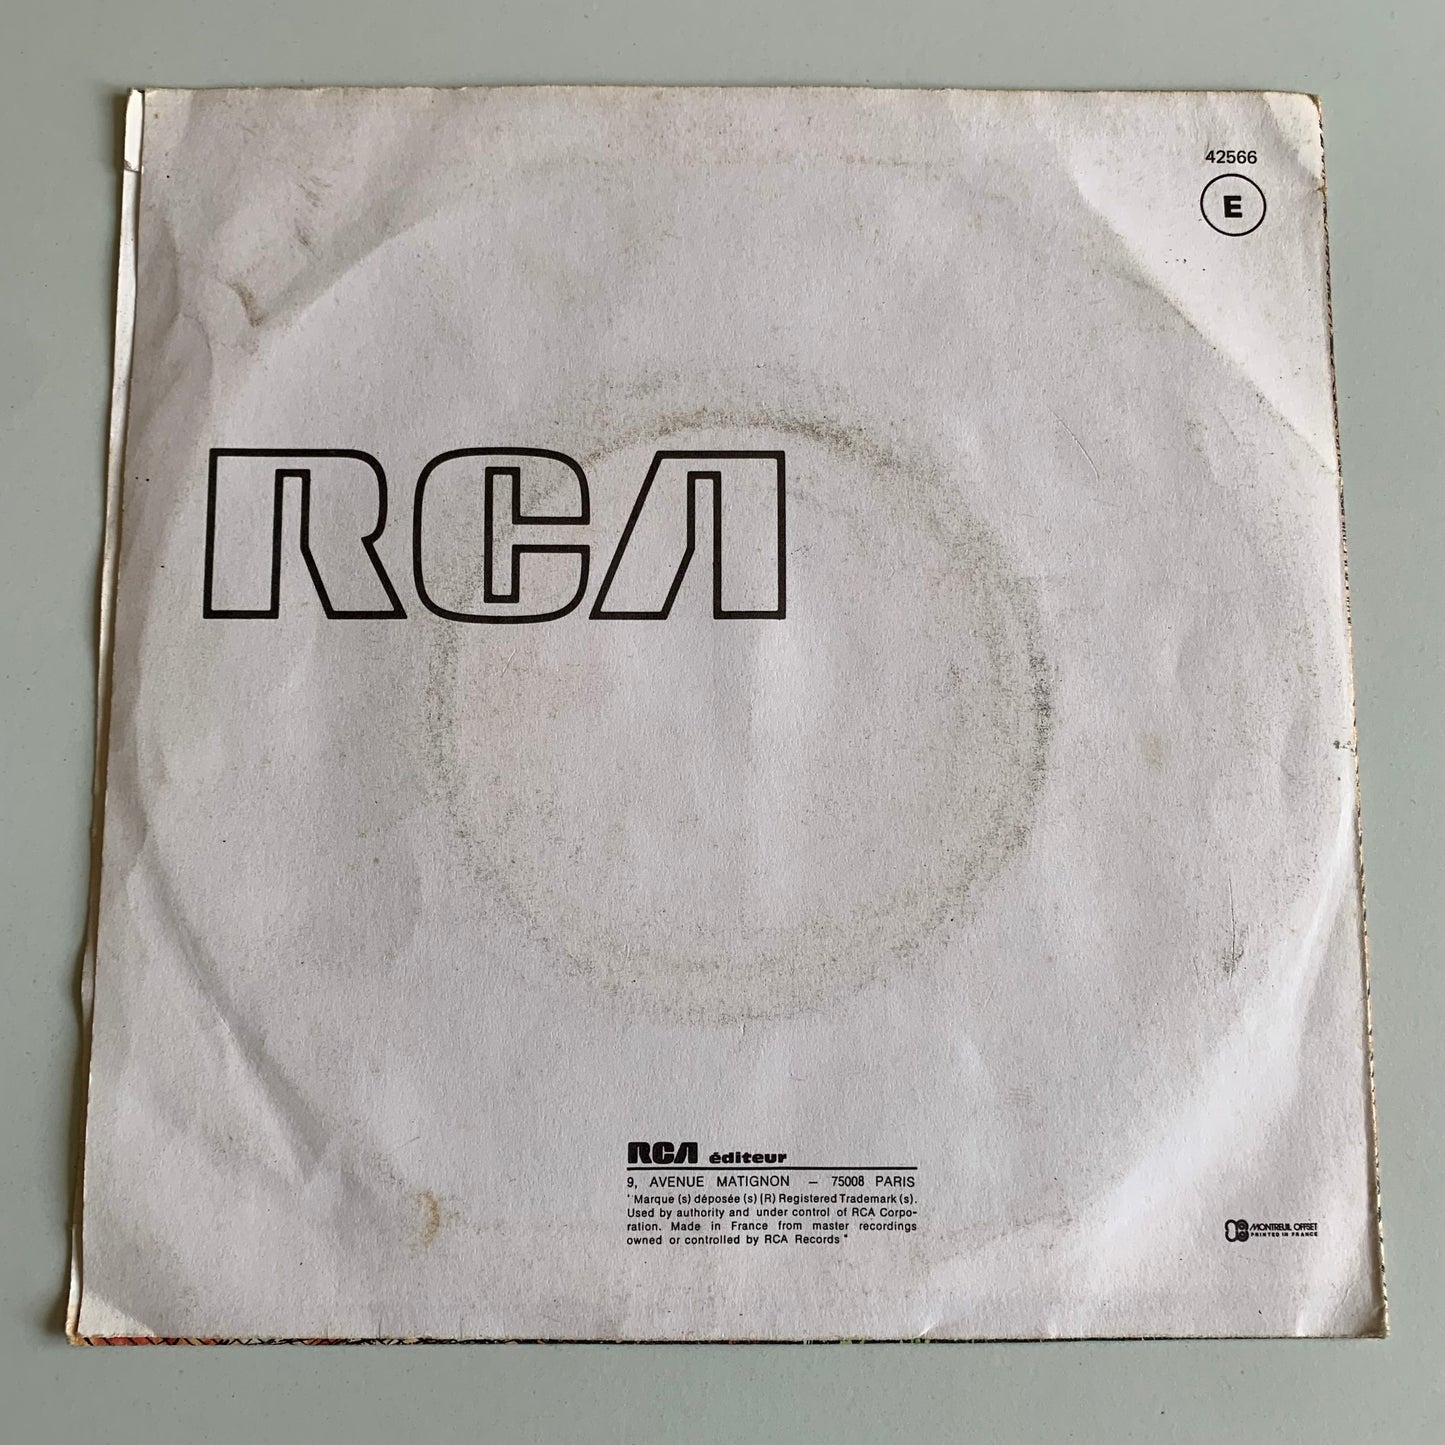 42566
E
RCA
RCA éditeur
9, AVENUE MATIGNON – 75008 PARIS
"Marque (s) déposée (s) (R) Registered Trademark (s).
Used by authority and under control of RCA Corpo-
ration. Made in France from master recordings
owned or controlled by RCA Records"
MONTREUIL OFFSET
PRINTED IN FRANCE